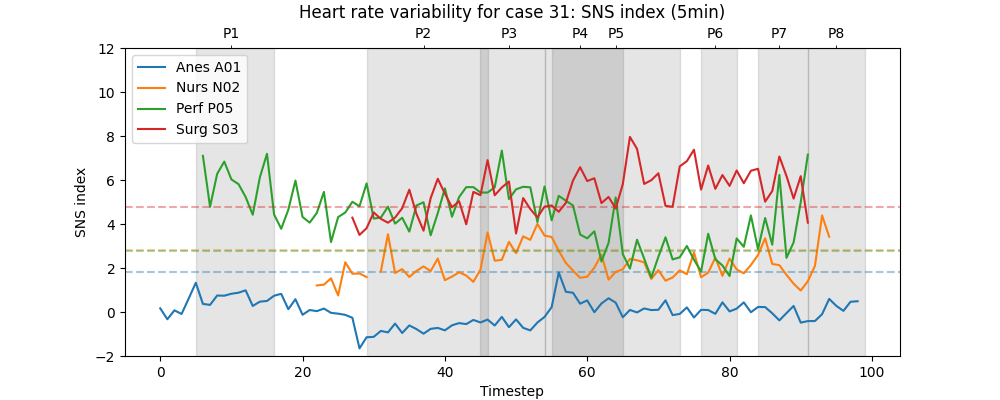 Heart rate variability for case 31: SNS index (5min)
P1 P2 P3 P4 P5 P6 P7 P8
12
10
8
6
4
2
0
−2
SNS index
Anes A01
Nurs N02
Perf P05
Surg S03
0 20 40 60 80 100
Timestep